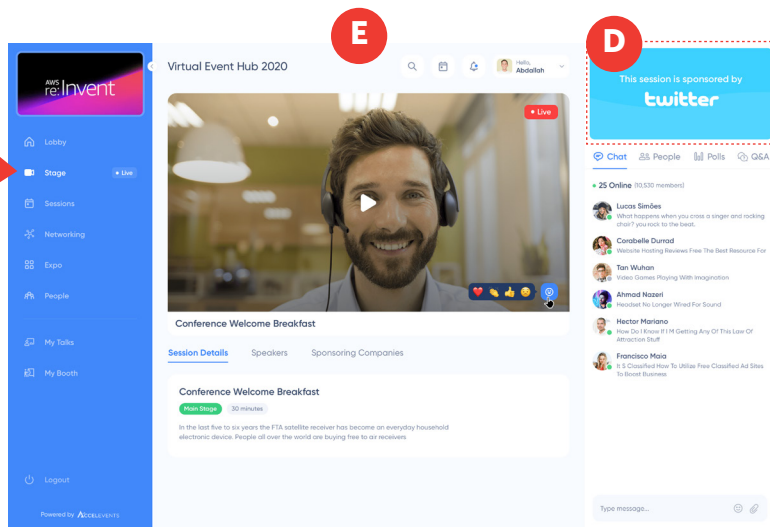 E
D
AWS
re:Invent
Lobby
Stage
• Live
Sessions
Networking
Expo
People
My Talks
My Booth
Logout
Powered by ACCELEVENTS
Virtual Event Hub 2020
Hello,
Abdallah
• Live
Conference Welcome Breakfast
Session Details Speakers Sponsoring Companies
Conference Welcome Breakfast
Main Stage 30 minutes
In the last five to six years the FTA satellite receiver has become an everyday household
electronic device. People all over the world are buying free to air receivers
This session is sponsored by
twitter
Chat People Polls Q&A
• 25 Online (10,530 members)
Lucas Simões
What happens when you cross a singer and rocking
chair? you rock to the beat.
Corabelle Durrad
Website Hosting Reviews Free The Best Resource For
Tan Wuhan
Video Games Playing With Imagination
Ahmad Nazeri
Headset No Longer Wired For Sound
Hector Mariano
How Do I Know If I M Getting Any Of This Law Of
Attraction Stuff
Francisco Maia
It S Classified How To Utilize Free Classified Ad Sites
To Boost Business
Type message...